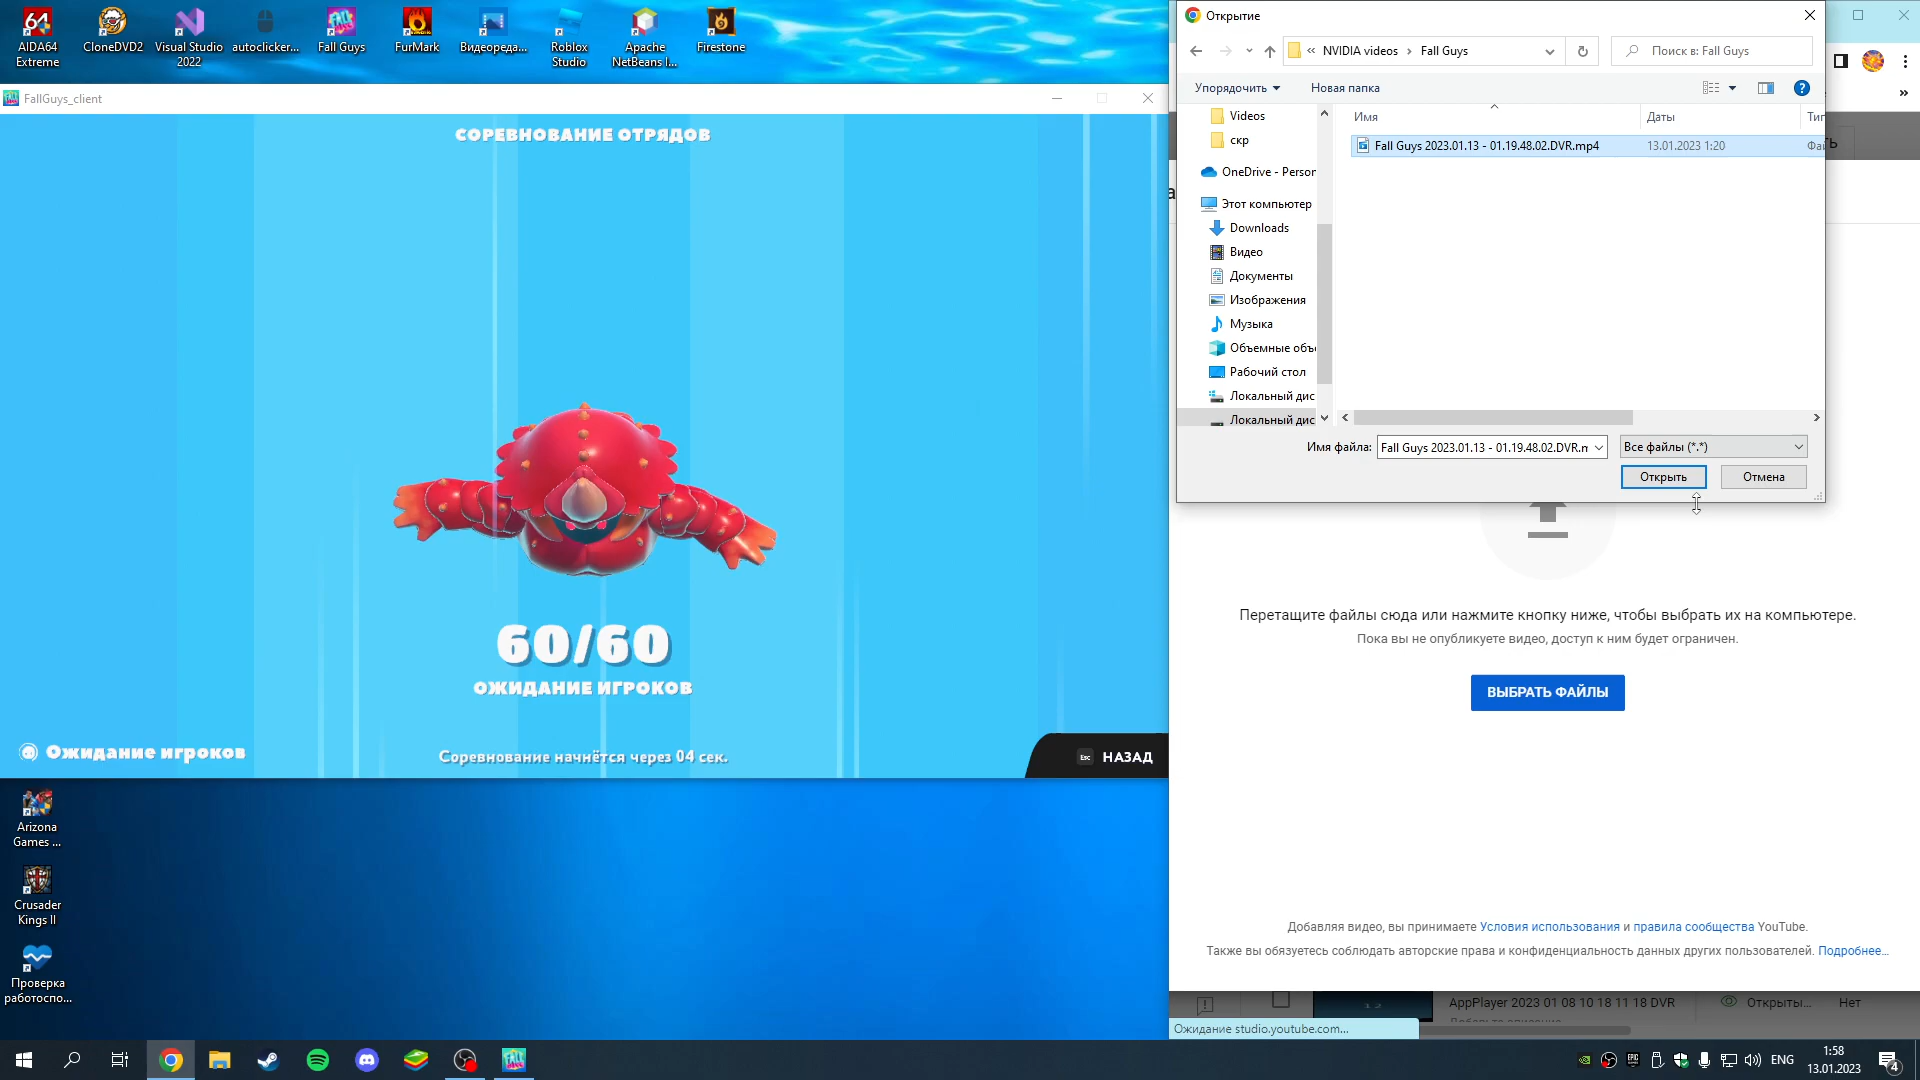 AIDA64
Extreme
CloneDVD2
Visual Studio
2022
autoclicker...
Fall Guys
FurMark
Видеореда...
Roblox
Studio
Apache
NetBeans I...
Firestone
FallGuys_client
СОРЕВНОВАНИЕ ОТРЯДОВ
60/60
ОЖИДАНИЕ ИГРОКОВ
Ожидание игроков
Соревнование начнётся через 04 сек.
Esc НАЗАД
Arizona
Games ...
Crusader
Kings II
Проверка
работоспо...
Открытие
« NVIDIA videos › Fall Guys
Поиск в: Fall Guys
Упорядочить
Новая папка
Videos
скр
OneDrive - Person
Этот компьютер
Downloads
Видео
Документы
Изображения
Музыка
Объемные объ
Рабочий стол
Локальный дис
Локальный дис
Имя
Даты
Тип
Fall Guys 2023.01.13 - 01.19.48.02.DVR.mp4
13.01.2023 1:20
Фай
Имя файла:
Fall Guys 2023.01.13 - 01.19.48.02.DVR.m
Все файлы (*.*)
Открыть
Отмена
Перетащите файлы сюда или нажмите кнопку ниже, чтобы выбрать их на компьютере.
Пока вы не опубликуете видео, доступ к ним будет ограничен.
ВЫБРАТЬ ФАЙЛЫ
Добавляя видео, вы принимаете Условия использования и правила сообщества YouTube.
Также вы обязуетесь соблюдать авторские права и конфиденциальность данных других пользователей. Подробнее...
AppPlayer 2023 01 08 10 18 11 18 DVR
Открыты...
Нет
Ожидание studio.youtube.com...
ENG
1:58
13.01.2023
4